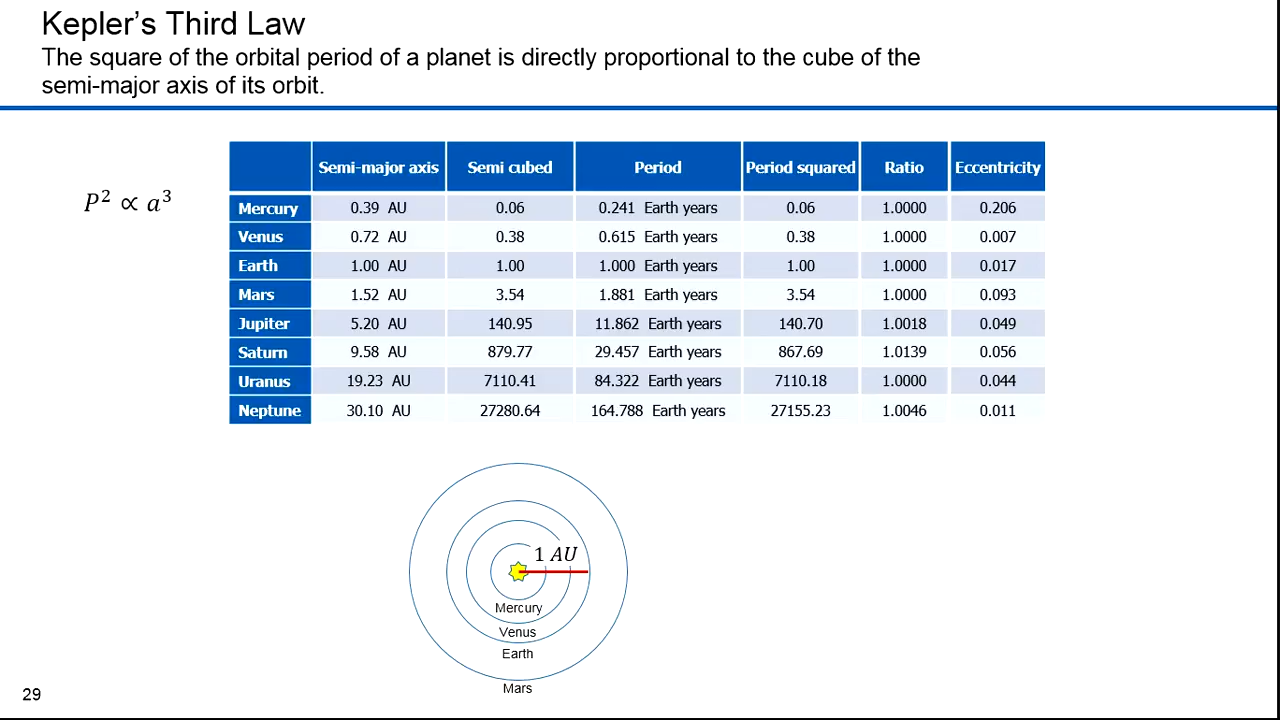 Kepler's Third Law
The square of the orbital period of a planet is directly proportional to the cube of the
semi-major axis of its orbit.
P² ∝ a³
Semi-major axis Semi cubed Period Period squared Ratio Eccentricity
Mercury 0.39 AU 0.06 0.241 Earth years 0.06 1.0000 0.206
Venus 0.72 AU 0.38 0.615 Earth years 0.38 1.0000 0.007
Earth 1.00 AU 1.00 1.000 Earth years 1.00 1.0000 0.017
Mars 1.52 AU 3.54 1.881 Earth years 3.54 1.0000 0.093
Jupiter 5.20 AU 140.95 11.862 Earth years 140.70 1.0018 0.049
Saturn 9.58 AU 879.77 29.457 Earth years 867.69 1.0139 0.056
Uranus 19.23 AU 7110.41 84.322 Earth years 7110.18 1.0000 0.044
Neptune 30.10 AU 27280.64 164.788 Earth years 27155.23 1.0046 0.011
1 AU
Mercury
Venus
Earth
Mars
29